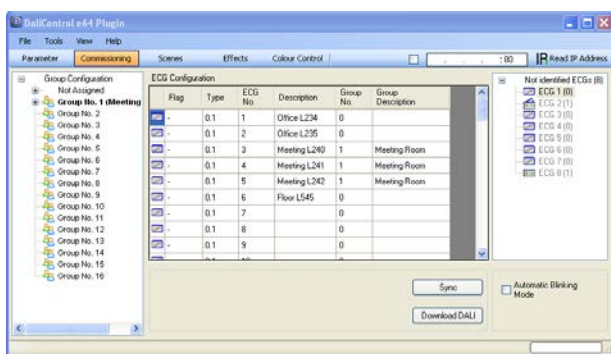 DaliControl e64 Plugin
File Tools View Help
Parameter Commissioning Scenes Effects Colour Control : 00 IP Read IP Address
Group Configuration
Not Assigned
Group No. 1 (Meeting
Group No. 2
Group No. 3
Group No. 4
Group No. 5
Group No. 6
Group No. 7
Group No. 8
Group No. 9
Group No. 10
Group No. 11
Group No. 12
Group No. 13
Group No. 14
Group No. 15
Group No. 16
ECG Configuration
Flag Type ECG No. Description Group No. Group Description
- 0.1 1 Office L234 0
- 0.1 2 Office L235 0
- 0.1 3 Meeting L240 1 Meeting Room
- 0.1 4 Meeting L241 1 Meeting Room
- 0.1 5 Meeting L242 1 Meeting Room
- 0.1 6 Floor L545 0
- 0.1 7 0
- 0.1 8 0
- 0.1 9 0
Sync
Download DALI
Not identified ECGs (8)
ECG 1 (0)
ECG 2 (1)
ECG 3 (0)
ECG 4 (0)
ECG 5 (0)
ECG 6 (0)
ECG 7 (0)
ECG 8 (1)
Automatic Blinking
Mode